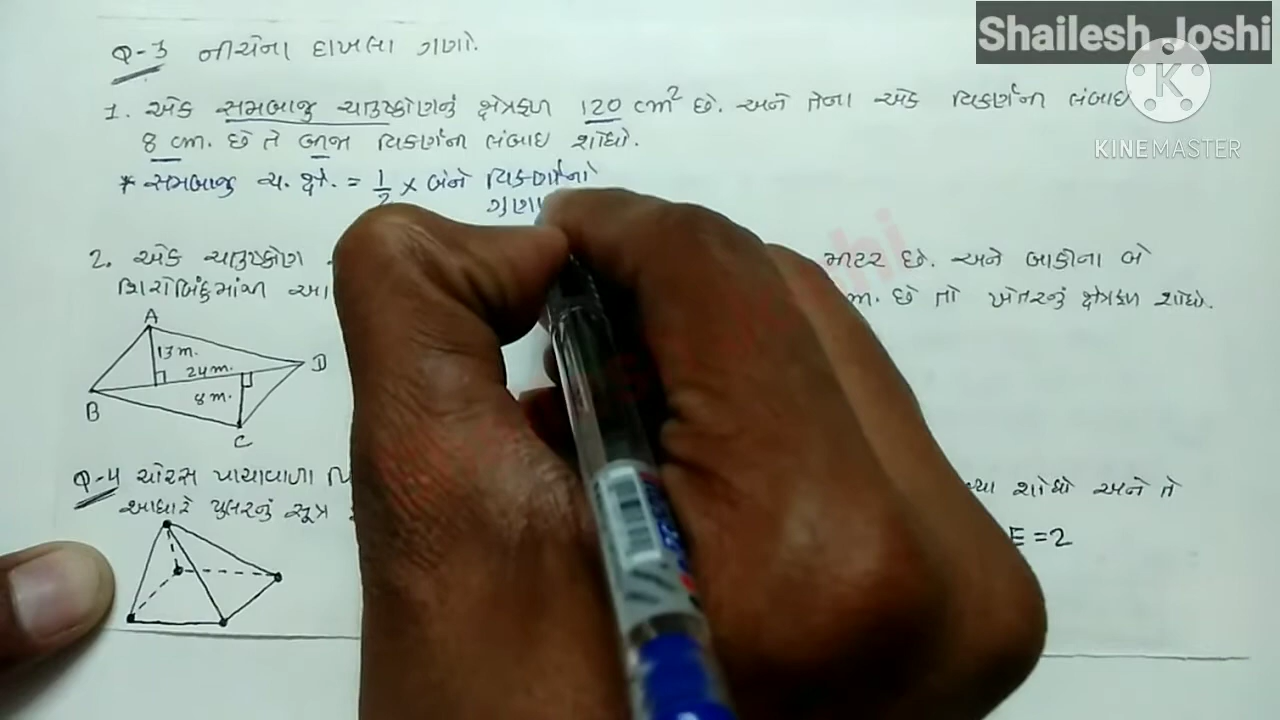 Shailesh Joshi
K
KINEMASTER
Q-3 નીચેના દાખલા ગણો.
1. એક સમબાજુ ચતુષ્કોણનું ક્ષેત્રફળ 120 cm² છે. અને તેના એક વિકર્ણની લંબાઇ
8 cm. છે તે બીજા વિકર્ણની લંબાઇ શોધો.
* સમબાજુ ચ. ક્ષે. = 1/2 × બંને વિકર્ણોનો
ગુણા
2. એક ચતુષ્કોણ મીટર છે. અને બાકીના બે
શિરોબિંદુમાંથી આ m. છે તો ખેતરનું ક્ષેત્રફળ શોધો.
A
13 m.
24 m.
D
8 m.
B
C
Q-4 ચોરસ પાયાવાળા શોધો અને તે
આધારે યુલરનું સૂત્ર E = 2